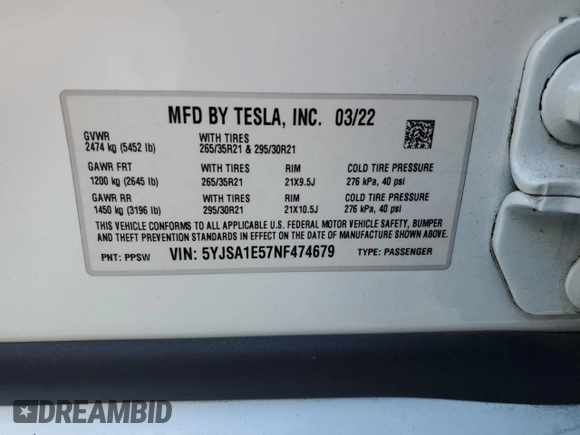 MFD BY TESLA, INC. 03/22
GVWR WITH TIRES
2474 kg (5452 lb) 265/35R21 & 295/30R21
GAWR FRT WITH TIRES RIM COLD TIRE PRESSURE
1200 kg (2645 lb) 265/35R21 21X9.5J 276 kPa, 40 psi
GAWR RR WITH TIRES RIM COLD TIRE PRESSURE
1450 kg (3196 lb) 295/30R21 21X10.5J 276 kPa, 40 psi
THIS VEHICLE CONFORMS TO ALL APPLICABLE U.S. FEDERAL MOTOR VEHICLE SAFETY, BUMPER
AND THEFT PREVENTION STANDARDS IN EFFECT ON THE DATE OF MANUFACTURE SHOWN ABOVE.
PNT: PPSW VIN: 5YJSA1E57NF474679 TYPE: PASSENGER
DREAMBID